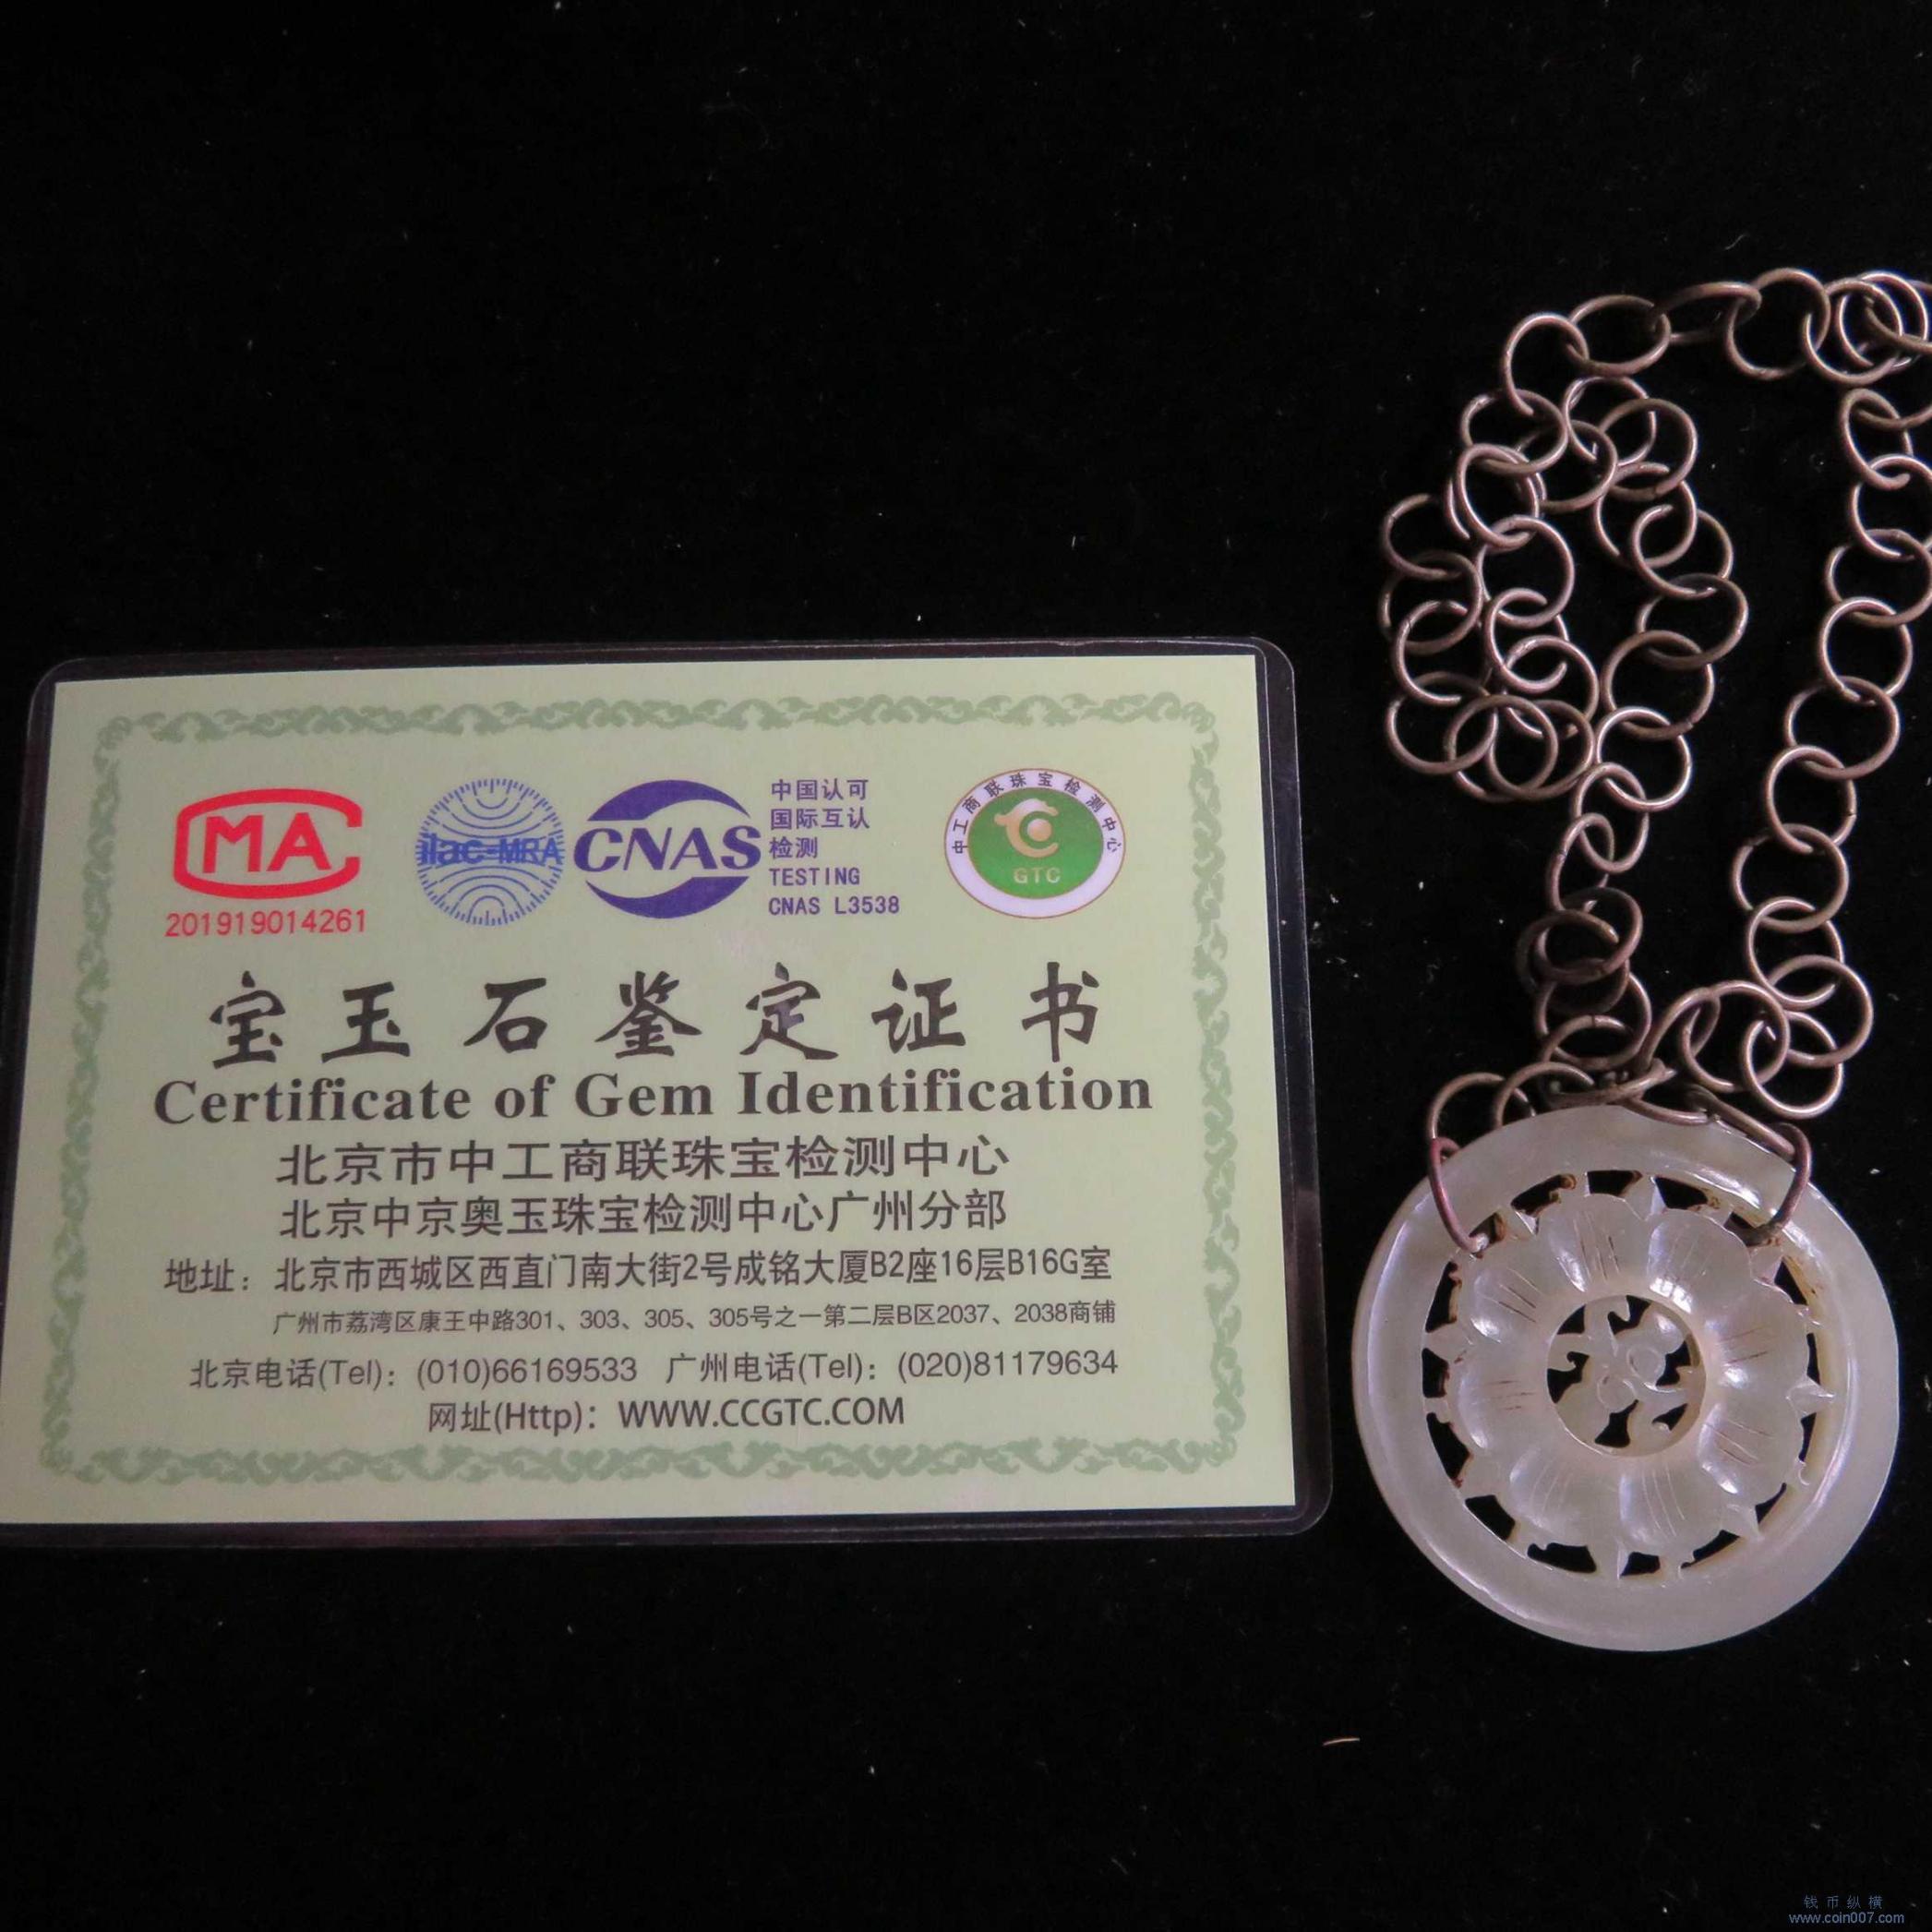 MA
201919014261
ilac-MRA
CNAS
中国认可
国际互认
检测
TESTING
CNAS L3538
中工商联珠宝检测中心
GTC
宝玉石鉴定证书
Certificate of Gem Identification
北京市中工商联珠宝检测中心
北京中京奥玉珠宝检测中心广州分部
地址：北京市西城区西直门南大街2号成铭大厦B2座16层B16G室
广州市荔湾区康王中路301、303、305、305号之一第二层B区2037、2038商铺
北京电话(Tel)：(010)66169533 广州电话(Tel)：(020)81179634
网址(Http)：WWW.CCGTC.COM
钱币纵横
www.coin007.com